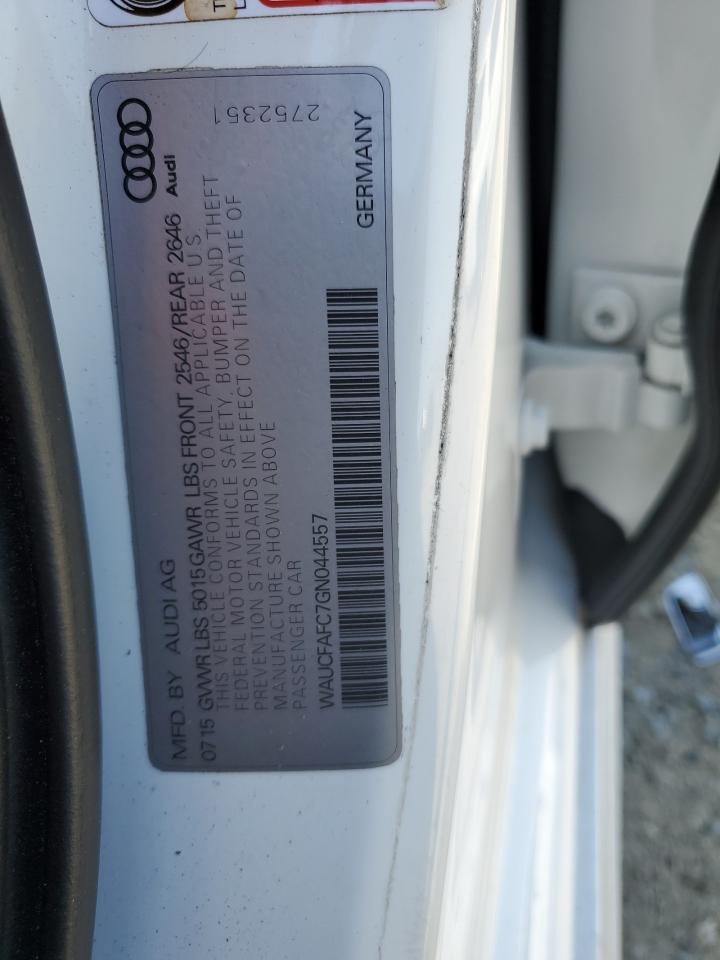 MFD. BY AUDI AG
07 15 GVWR LBS 5015 GAWR LBS FRONT 2546/REAR 2646
THIS VEHICLE CONFORMS TO ALL APPLICABLE U.S.
FEDERAL MOTOR VEHICLE SAFETY, BUMPER AND THEFT
PREVENTION STANDARDS IN EFFECT ON THE DATE OF
MANUFACTURE SHOWN ABOVE
PASSENGER CAR
WAUCFAFC7GN044557
Audi
2752351
GERMANY